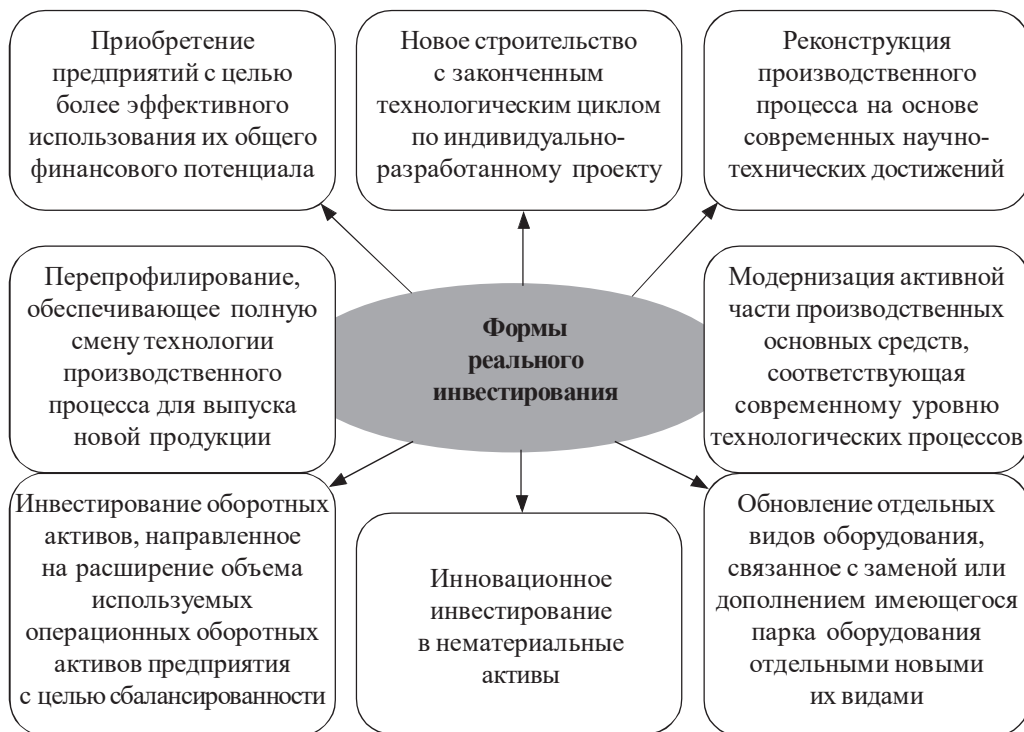 Приобретение
предприятий с целью
более эффективного
использования их общего
финансового потенциала
Новое строительство
с законченным
технологическим циклом
по индивидуально-
разработанному проекту
Реконструкция
производственного
процесса на основе
современных научно-
технических достижений
Перепрофилирование,
обеспечивающее полную
смену технологии
производственного
процесса для выпуска
новой продукции
Формы
реального
инвестирования
Модернизация активной
части производственных
основных средств,
соответствующая
современному уровню
технологических процессов
Инвестирование оборотных
активов, направленное
на расширение объема
используемых
операционных оборотных
активов предприятия
с целью сбалансированности
Инновационное
инвестирование
в нематериальные
активы
Обновление отдельных
видов оборудования,
связанное с заменой или
дополнением имеющегося
парка оборудования
отдельными новыми
их видами